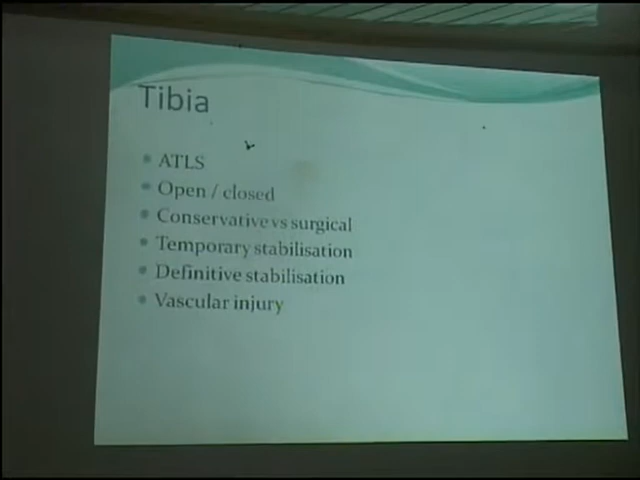 Tibia
ATLS
Open / closed
Conservative vs surgical
Temporary stabilisation
Definitive stabilisation
Vascular injury